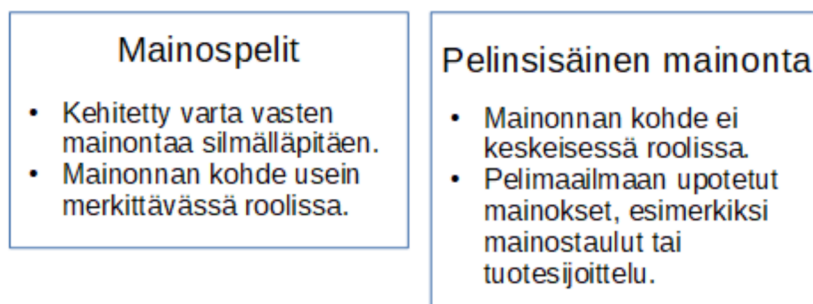 Mainospelit
• Kehitetty varta vasten
mainontaa silmälläpitäen.
• Mainonnan kohde usein
merkittävässä roolissa.
Pelinsisäinen mainonta
• Mainonnan kohde ei
keskeisessä roolissa.
• Pelimaailmaan upotetut
mainokset, esimerkiksi
mainostaulut tai
tuotesijoittelu.